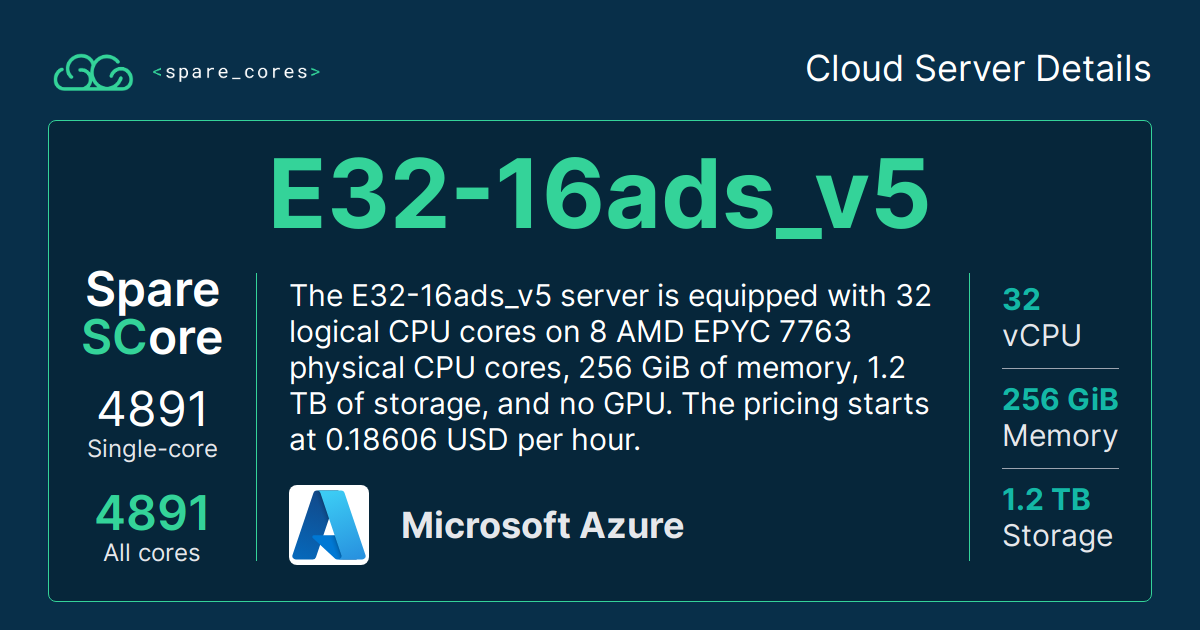 <spare_cores>
Cloud Server Details
E32-16ads_v5
Spare
SCore
4891
Single-core
4891
All cores
The E32-16ads_v5 server is equipped with 32
logical CPU cores on 8 AMD EPYC 7763
physical CPU cores, 256 GiB of memory, 1.2
TB of storage, and no GPU. The pricing starts
at 0.18606 USD per hour.
Microsoft Azure
32
vCPU
256 GiB
Memory
1.2 TB
Storage